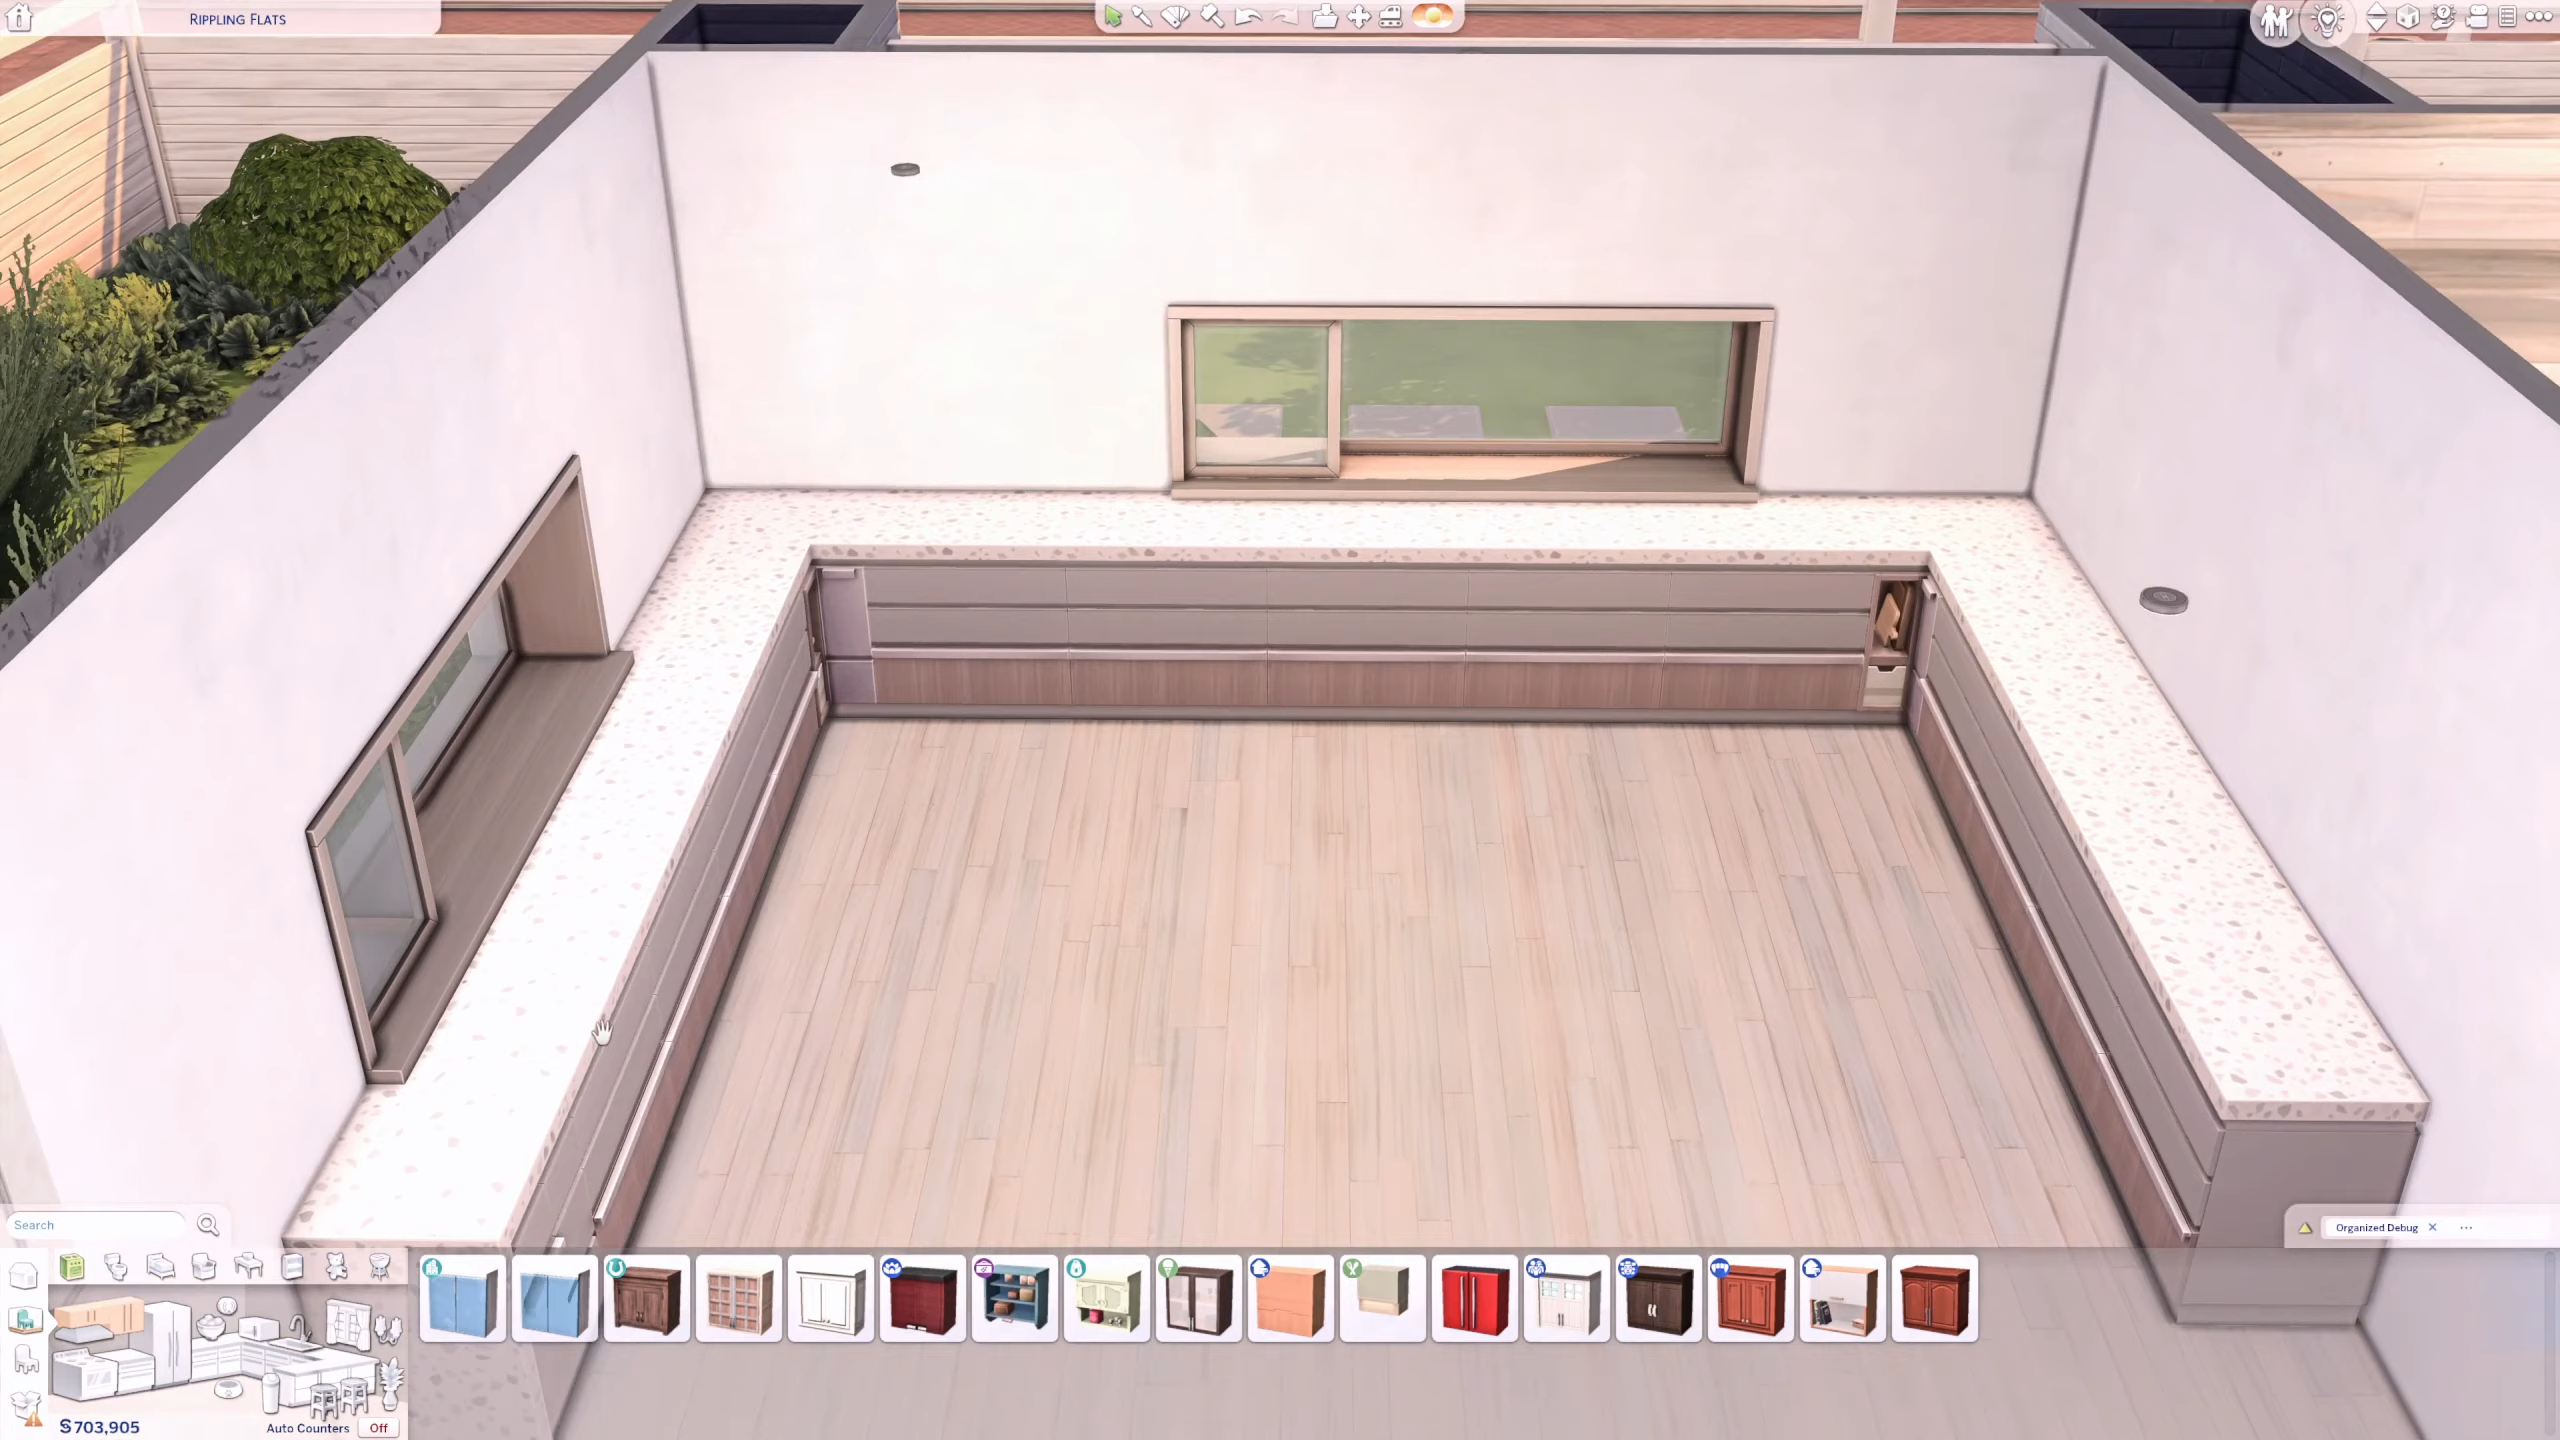 RIPPLING FLATS
Search
Organized Debug
§703,905
Auto Counters Off